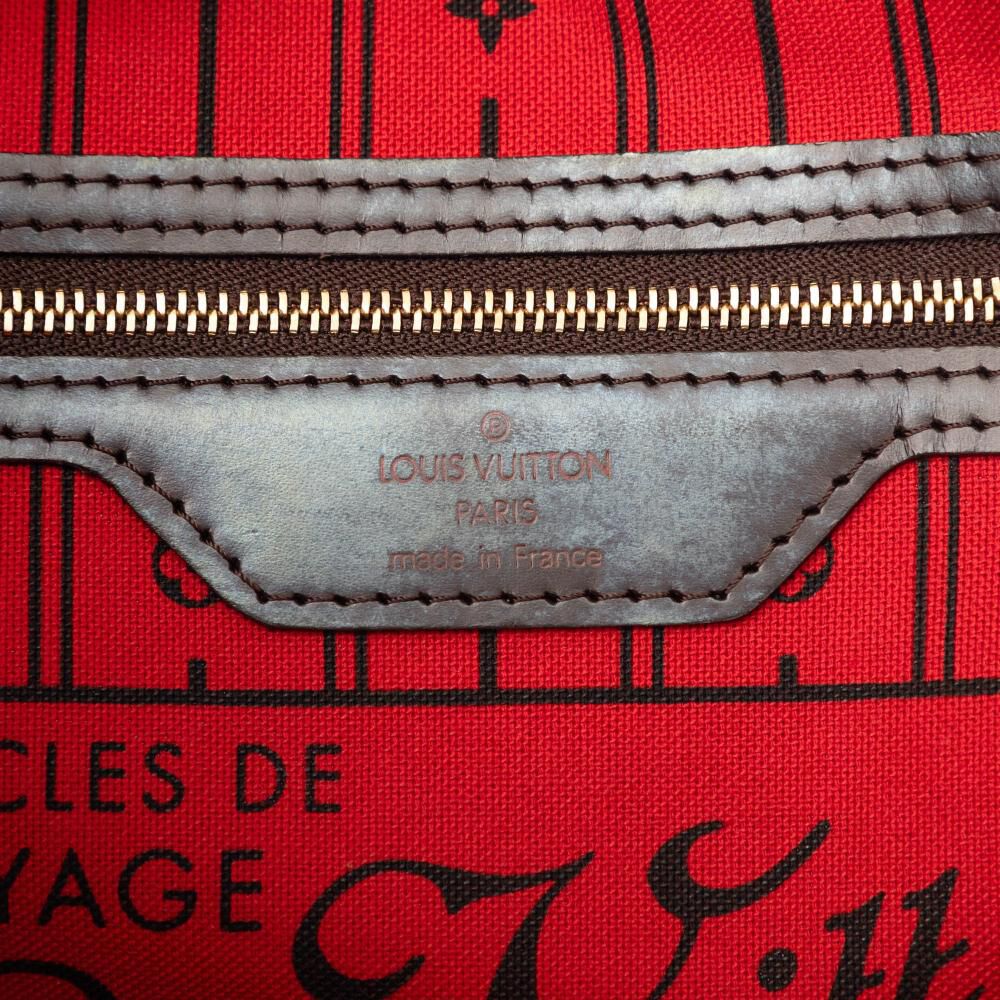 LOUIS VUITTON
PARIS
made in France
CLES DE
YAGE